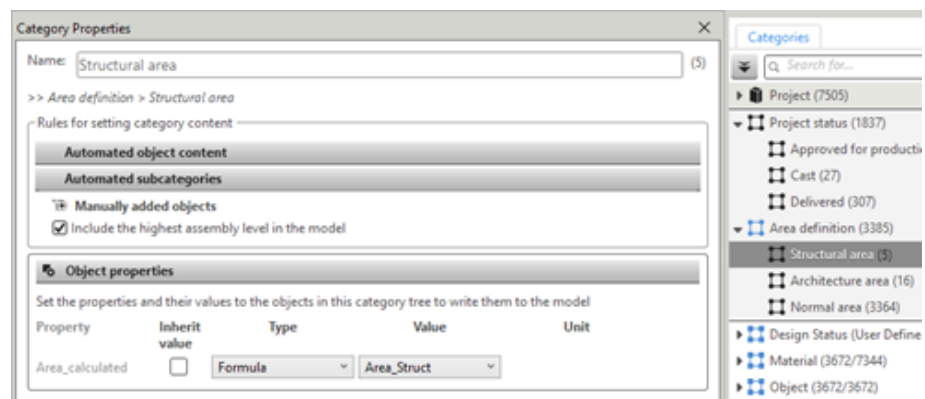 Category Properties
Name: Structural area (5)
>> Area definition > Structural area
Rules for setting category content
Automated object content
Automated subcategories
Manually added objects
Include the highest assembly level in the model
Object properties
Set the properties and their values to the objects in this category tree to write them to the model
Property Inherit value Type Value Unit
Area_calculated Formula Area_Struct
Categories
Search for...
Project (7505)
Project status (1837)
Approved for producti
Cast (27)
Delivered (307)
Area definition (3385)
Structural area (5)
Architecture area (16)
Normal area (3364)
Design Status (User Define
Material (3672/7344)
Object (3672/3672)